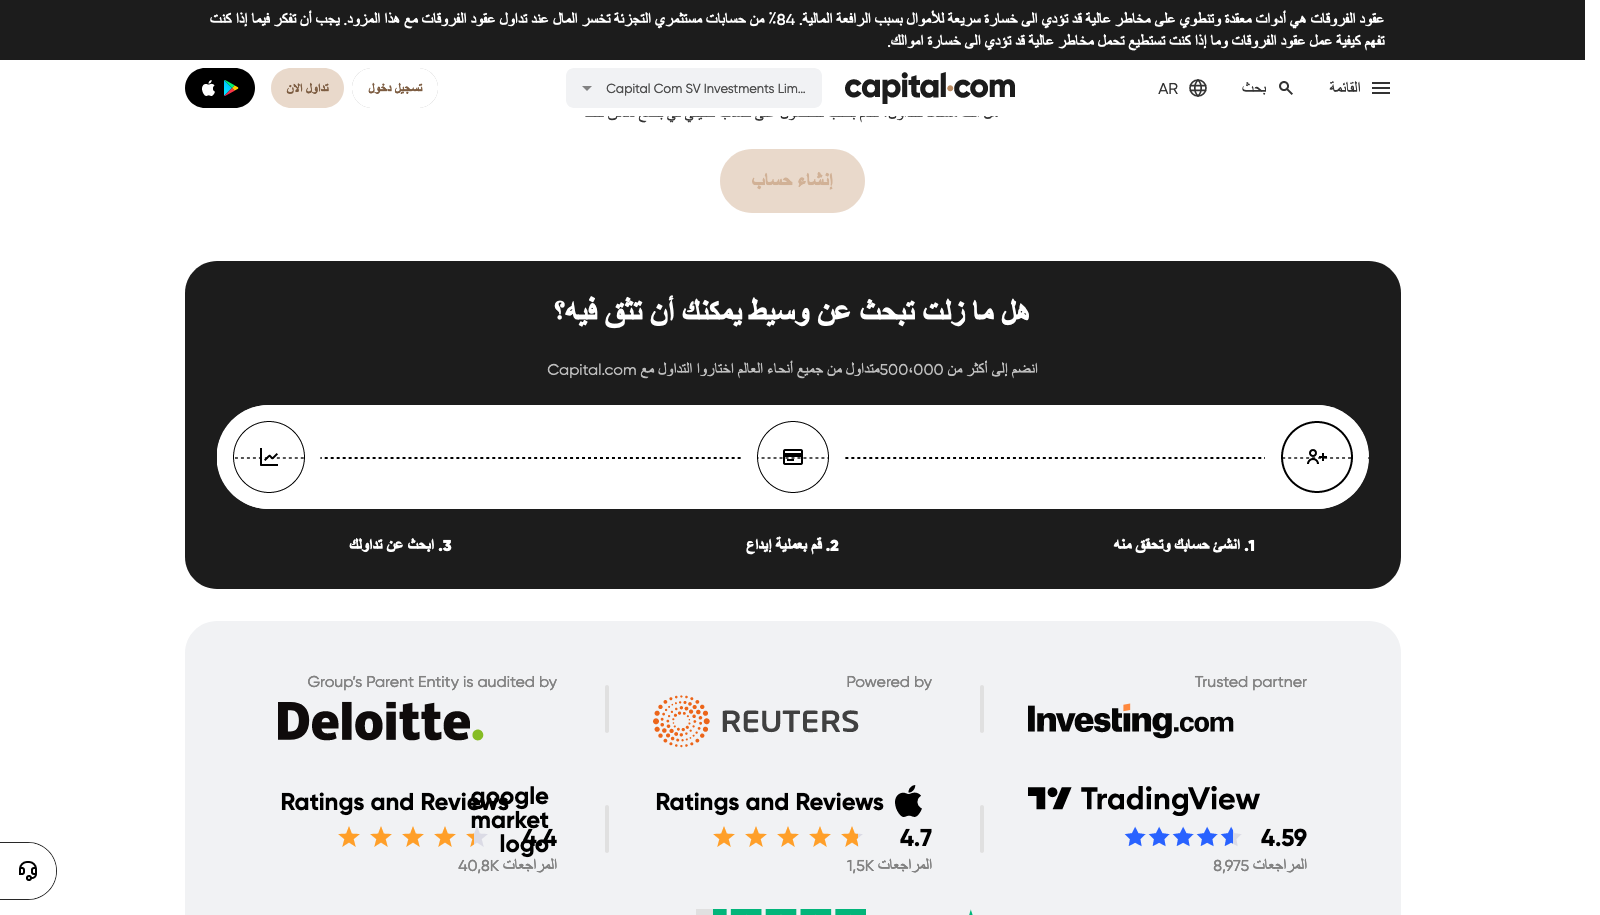 عقود الفروقات هي أدوات معقدة وتنطوي على مخاطر عالية قد تؤدي الى خسارة سريعة للأموال بسبب الرافعة المالية. 84٪ من حسابات مستثمري التجزئة تخسر المال عند تداول عقود الفروقات مع هذا المزود. يجب أن تفكر فيما إذا كنت
تفهم كيفية عمل عقود الفروقات وما إذا كنت تستطيع تحمل مخاطر عالية قد تؤدي الى خسارة اموالك.
القائمة
بحث
AR
capital.com
Capital Com SV Investments Lim...
تسجيل دخول
تداول الان
إنشاء حساب
هل ما زلت تبحث عن وسيط يمكنك أن تثق فيه؟
انضم إلى أكثر من 500،000متداول من جميع أنحاء العالم اختاروا التداول مع Capital.com
1. انشئ حسابك وتحقق منه
2. قم بعملية إيداع
3. ابحث عن تداولك
Trusted partner
Investing.com
Powered by
REUTERS
Group's Parent Entity is audited by
Deloitte.
TradingView
4.59
المراجعات 8,975
Ratings and Reviews
4.7
المراجعات 1,5K
Ratings and Reviews
google
market
logo
4.4
المراجعات 40,8K